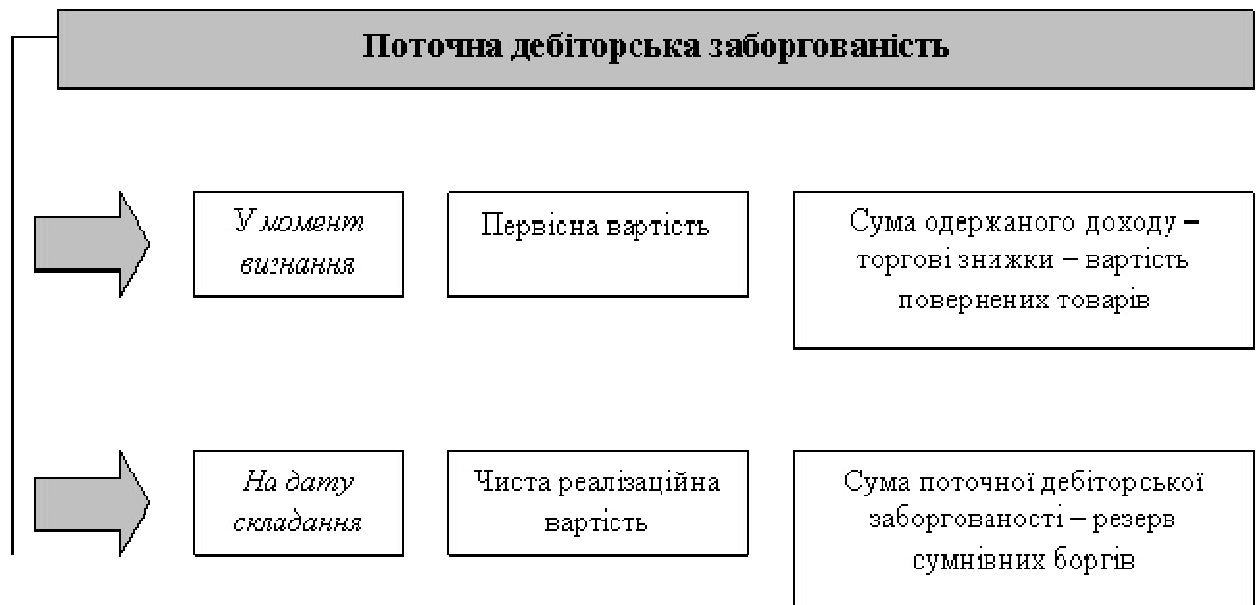 Поточна дебіторська заборгованість
У момент
визнання
Первісна вартість
Сума одержаного доходу –
торгові знижки – вартість
повернених товарів
На дату
складання
Чиста реалізаційна
вартість
Сума поточної дебіторської
заборгованості – резерв
сумнівних боргів